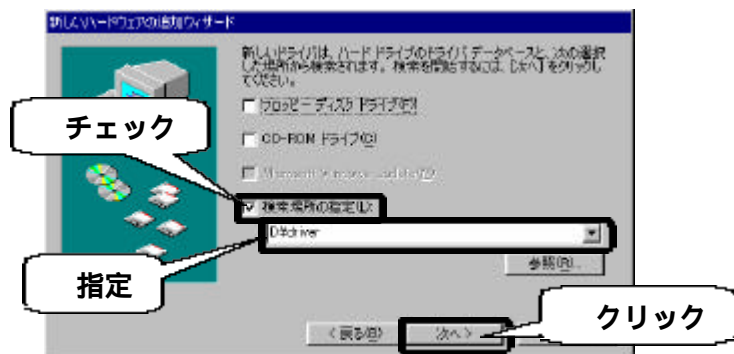 新しいハードウェアの追加ウィザード
新しいドライバは、ハード ドライブのドライバ データベースと、次の選択
した場所から検索されます。検索を開始するには、[次へ] をクリックし
てください。
フロッピー ディスク ドライブ(F)
チェック
CD-ROM ドライブ(C)
Microsoft Windows Update(M)
検索場所の指定(L):
D:¥driver
参照(R)...
指定
クリック
< 戻る(B)
次へ >